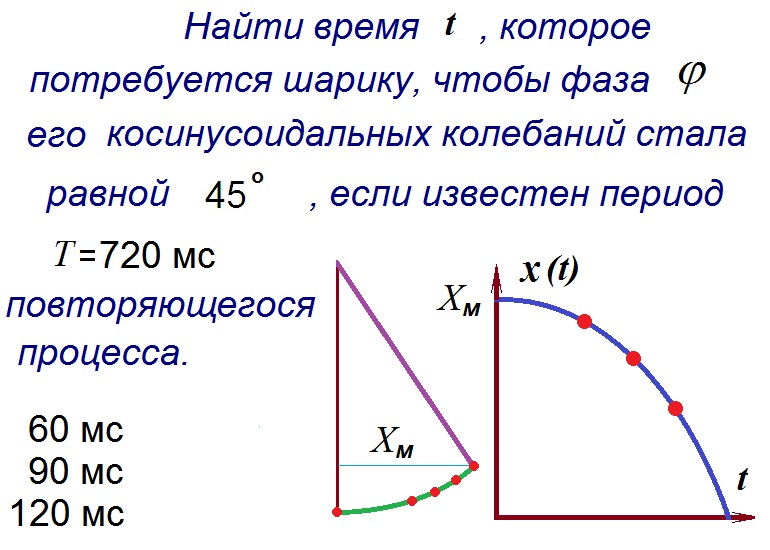 Найти время t , которое
потребуется шарику, чтобы фаза φ
его косинусоидальных колебаний стала
равной 45° , если известен период
T = 720 мс
повторяющегося
процесса.
60 мс
90 мс
120 мс
Xм
x (t)
Xм
t